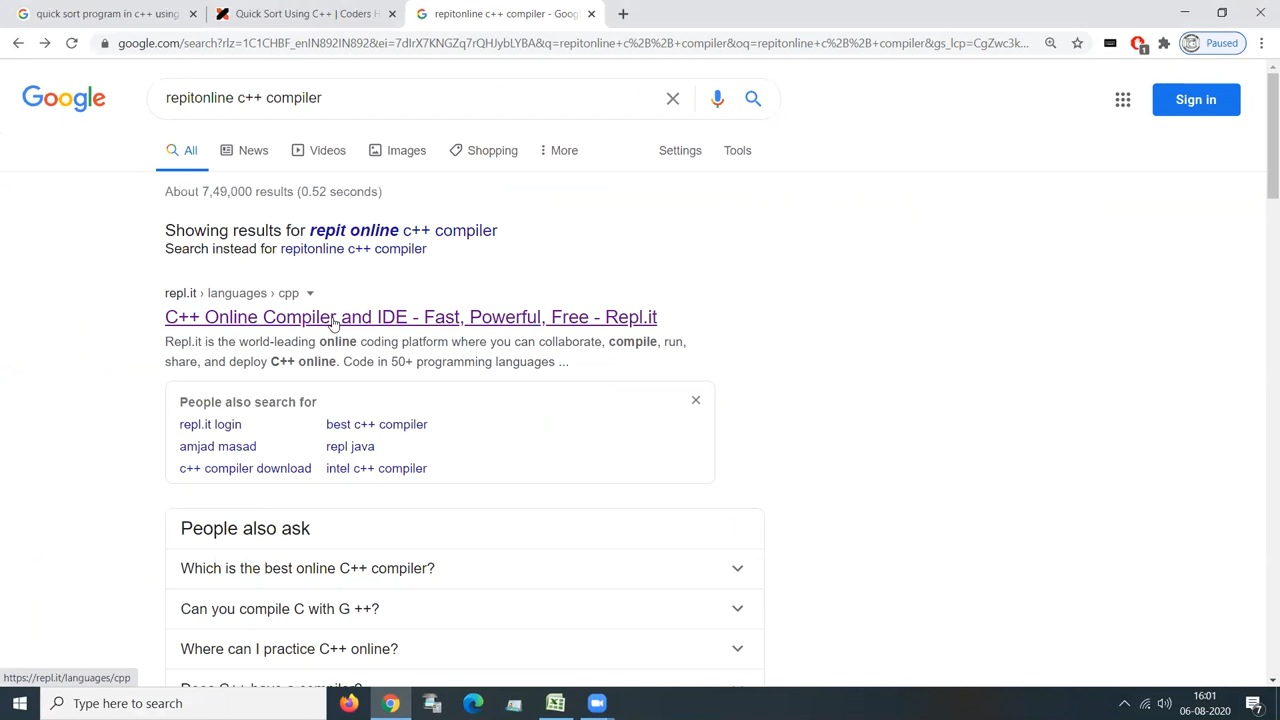 quick sort program in c++ using
Quick Sort Using C++ | Coders H
repitonline c++ compiler - Goog
google.com/search?rlz=1C1CHBF_enIN892IN892&ei=7dIrX7KNGZq7rQHJybLYBA&q=repitonline+c%2B%2B+compiler&oq=repitonline+c%2B%2B+compiler&gs_lcp=CgZwc3k...
1
Paused
Google
repitonline c++ compiler
Sign in
All News Videos Images Shopping More Settings Tools
About 7,49,000 results (0.52 seconds)
Showing results for repit online c++ compiler
Search instead for repitonline c++ compiler
repl.it › languages › cpp
C++ Online Compiler and IDE - Fast, Powerful, Free - Repl.it
Repl.it is the world-leading online coding platform where you can collaborate, compile, run,
share, and deploy C++ online. Code in 50+ programming languages ...
People also search for
repl.it login best c++ compiler
amjad masad repl java
c++ compiler download intel c++ compiler
People also ask
Which is the best online C++ compiler?
Can you compile C with G ++?
Where can I practice C++ online?
Does C++ have a compiler?
https://repl.it/languages/cpp
Type here to search
16:01
06-08-2020
7